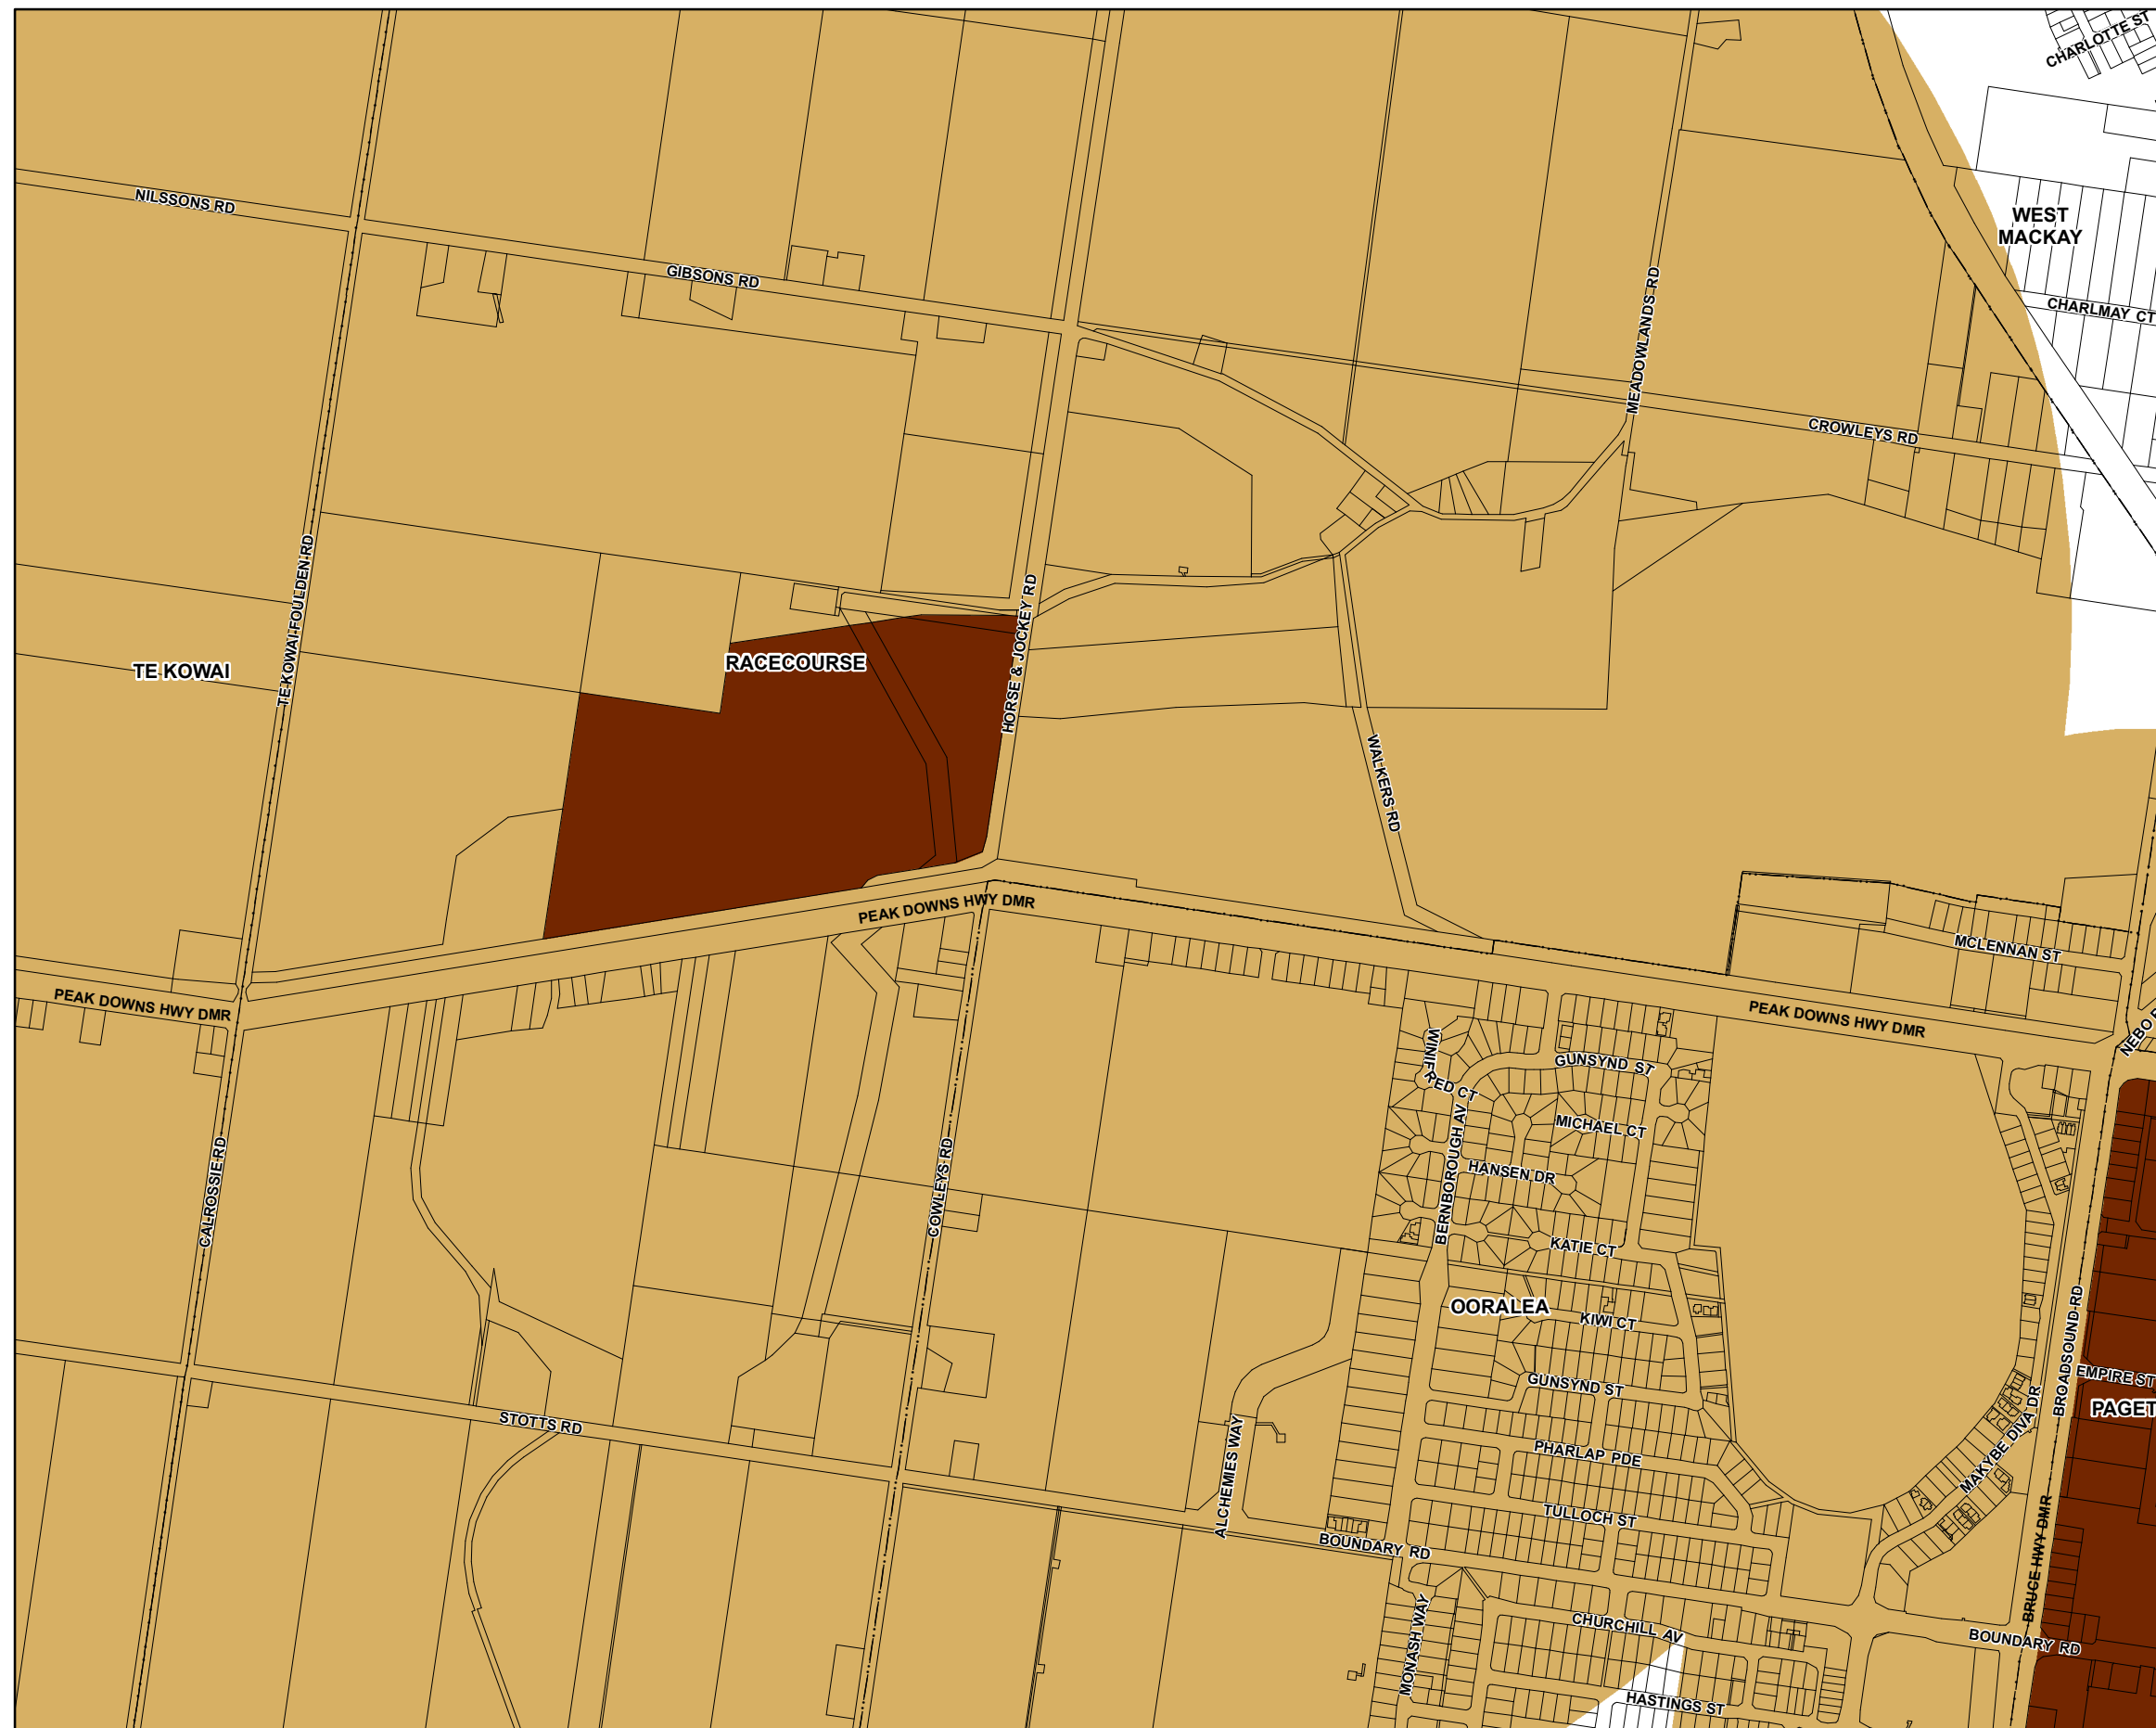 CHARLOTTE ST
NILSSONS RD
WEST
MACKAY
GIBSONS RD
CHARLMAY CT
MEADOWLANDS RD
CROWLEYS RD
TE KOWAI-FOULDEN RD
HORSE & JOCKEY RD
RACECOURSE
TE KOWAI
WALKERS RD
PEAK DOWNS HWY DMR
MCLENNAN ST
PEAK DOWNS HWY DMR
PEAK DOWNS HWY DMR
NEBO
WINIFRED CT
GUNSYND ST
BERNBOROUGH AV
MICHAEL CT
HANSEN DR
CALROSSIE RD
COWLEYS RD
KATIE CT
OORALEA
KIWI CT
BROADSOUND RD
EMPIRE ST
GUNSYND ST
PAGET
STOTTS RD
MAKYBE DIVA DR
ALCHEMIES WAY
PHARLAP PDE
TULLOCH ST
BOUNDARY RD
BRUCE HWY DMR
MONASH WAY
CHURCHILL AV
BOUNDARY RD
HASTINGS ST